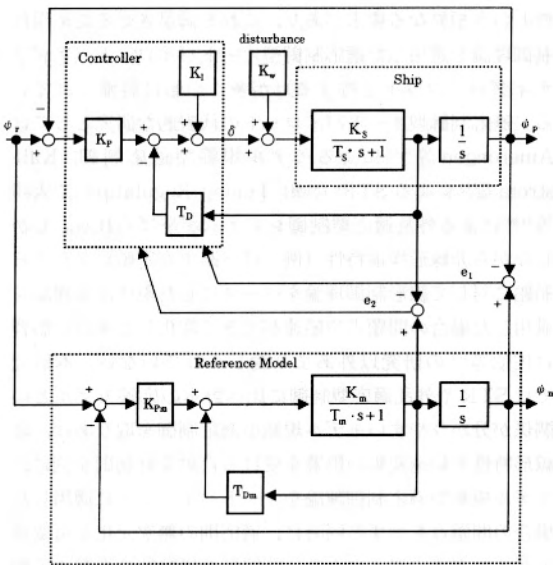 disturbance
Controller
Ship
K_I
K_w
ψ_r
−
K_P
+
+
−
+
δ
+
+
K_S
T_S・s+1
1
s
ψ_s
T_D
e_2
−
+
−
e_1
+
Reference Model
+
−
K_Pm
+
−
K_m
T_m・s+1
1
s
ψ_m
T_Dm